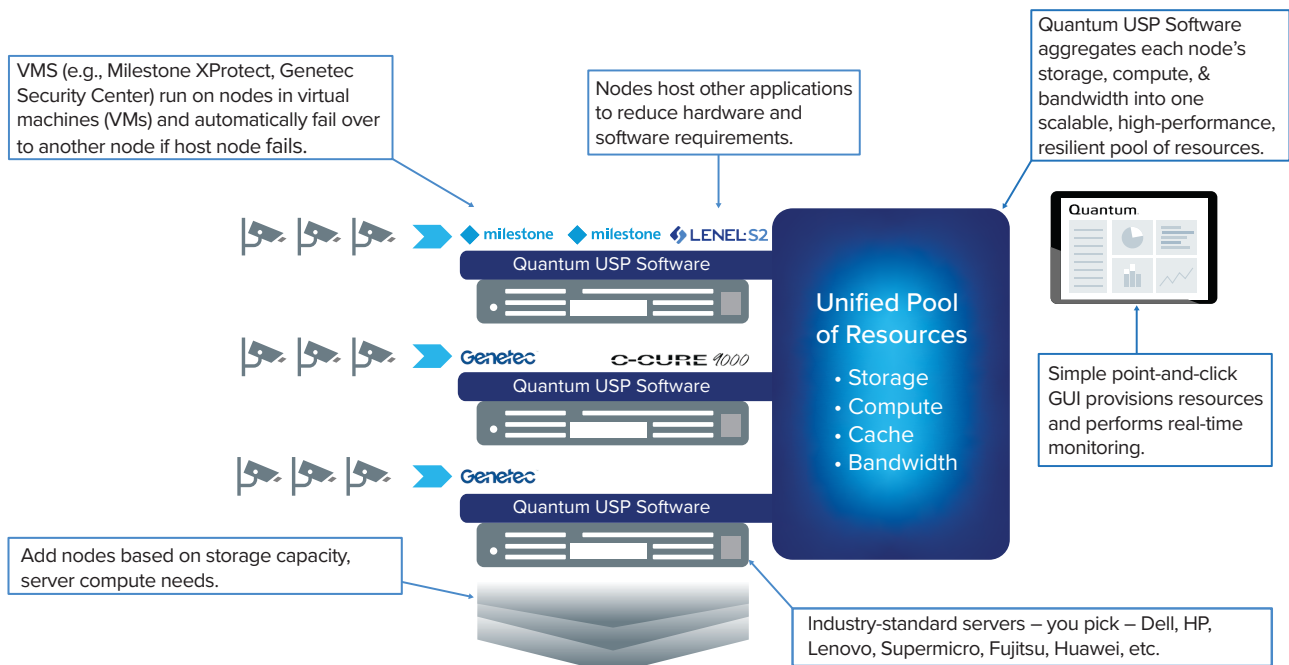 VMS (e.g., Milestone XProtect, Genetec
Security Center) run on nodes in virtual
machines (VMs) and automatically fail over
to another node if host node fails.
Nodes host other applications
to reduce hardware and
software requirements.
Quantum USP Software
aggregates each node's
storage, compute, &
bandwidth into one
scalable, high-performance,
resilient pool of resources.
milestone
milestone
LENEL:S2
Quantum USP Software
Genetec
C-CURE 9000
Quantum USP Software
Genetec
Quantum USP Software
Unified Pool
of Resources
• Storage
• Compute
• Cache
• Bandwidth
Quantum
Simple point-and-click
GUI provisions resources
and performs real-time
monitoring.
Add nodes based on storage capacity,
server compute needs.
Industry-standard servers – you pick – Dell, HP,
Lenovo, Supermicro, Fujitsu, Huawei, etc.